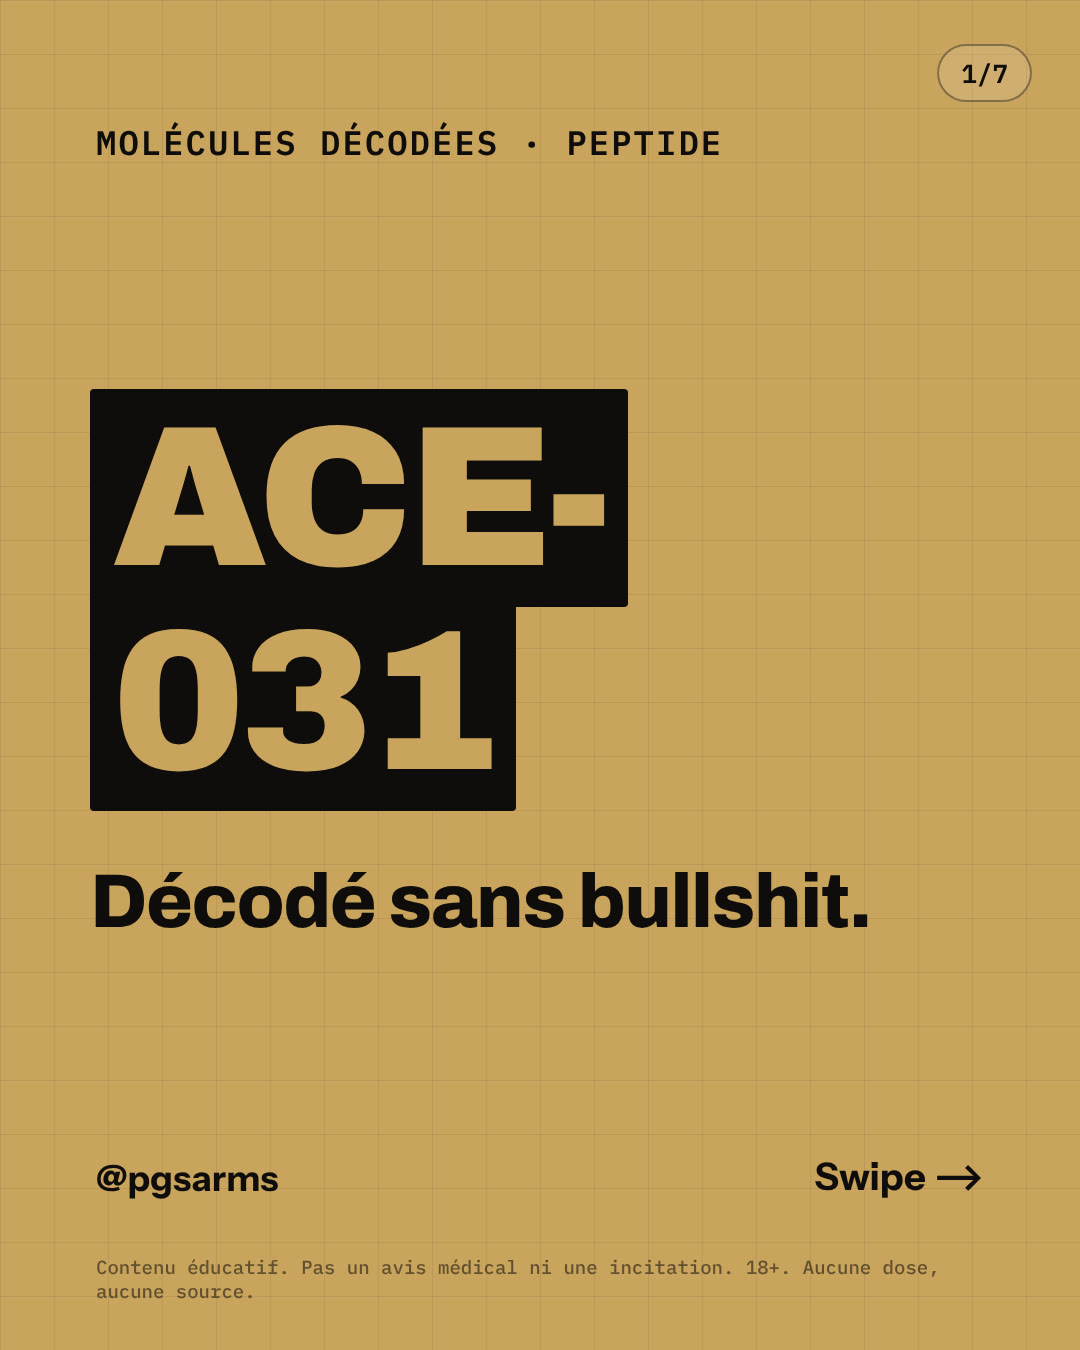 1/7
MOLÉCULES DÉCODÉES · PEPTIDE
ACE-
031
Décodé sans bullshit.
@pgsarms
Swipe →
Contenu éducatif. Pas un avis médical ni une incitation. 18+. Aucune dose,
aucune source.